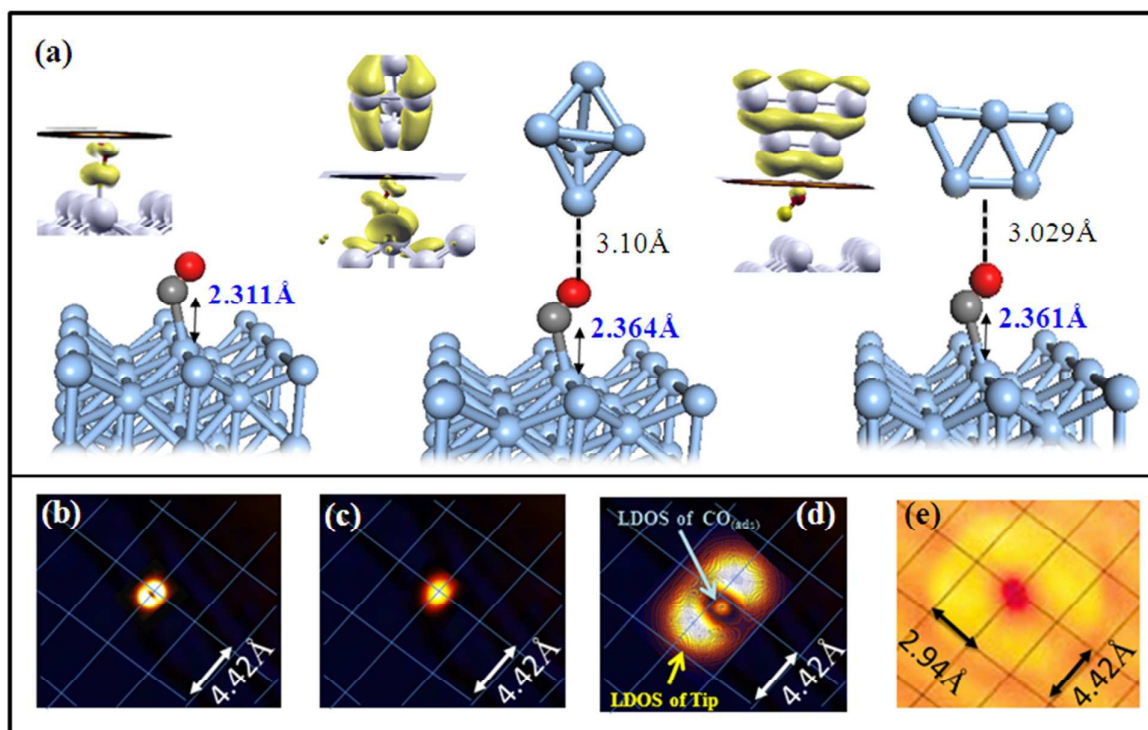 (a)
3.10Å
3.029Å
2.311Å
2.364Å
2.361Å
(b)
(c)
(d)
(e)
LDOS of CO(ads)
LDOS of Tip
4.42Å
4.42Å
4.42Å
2.94Å
4.42Å